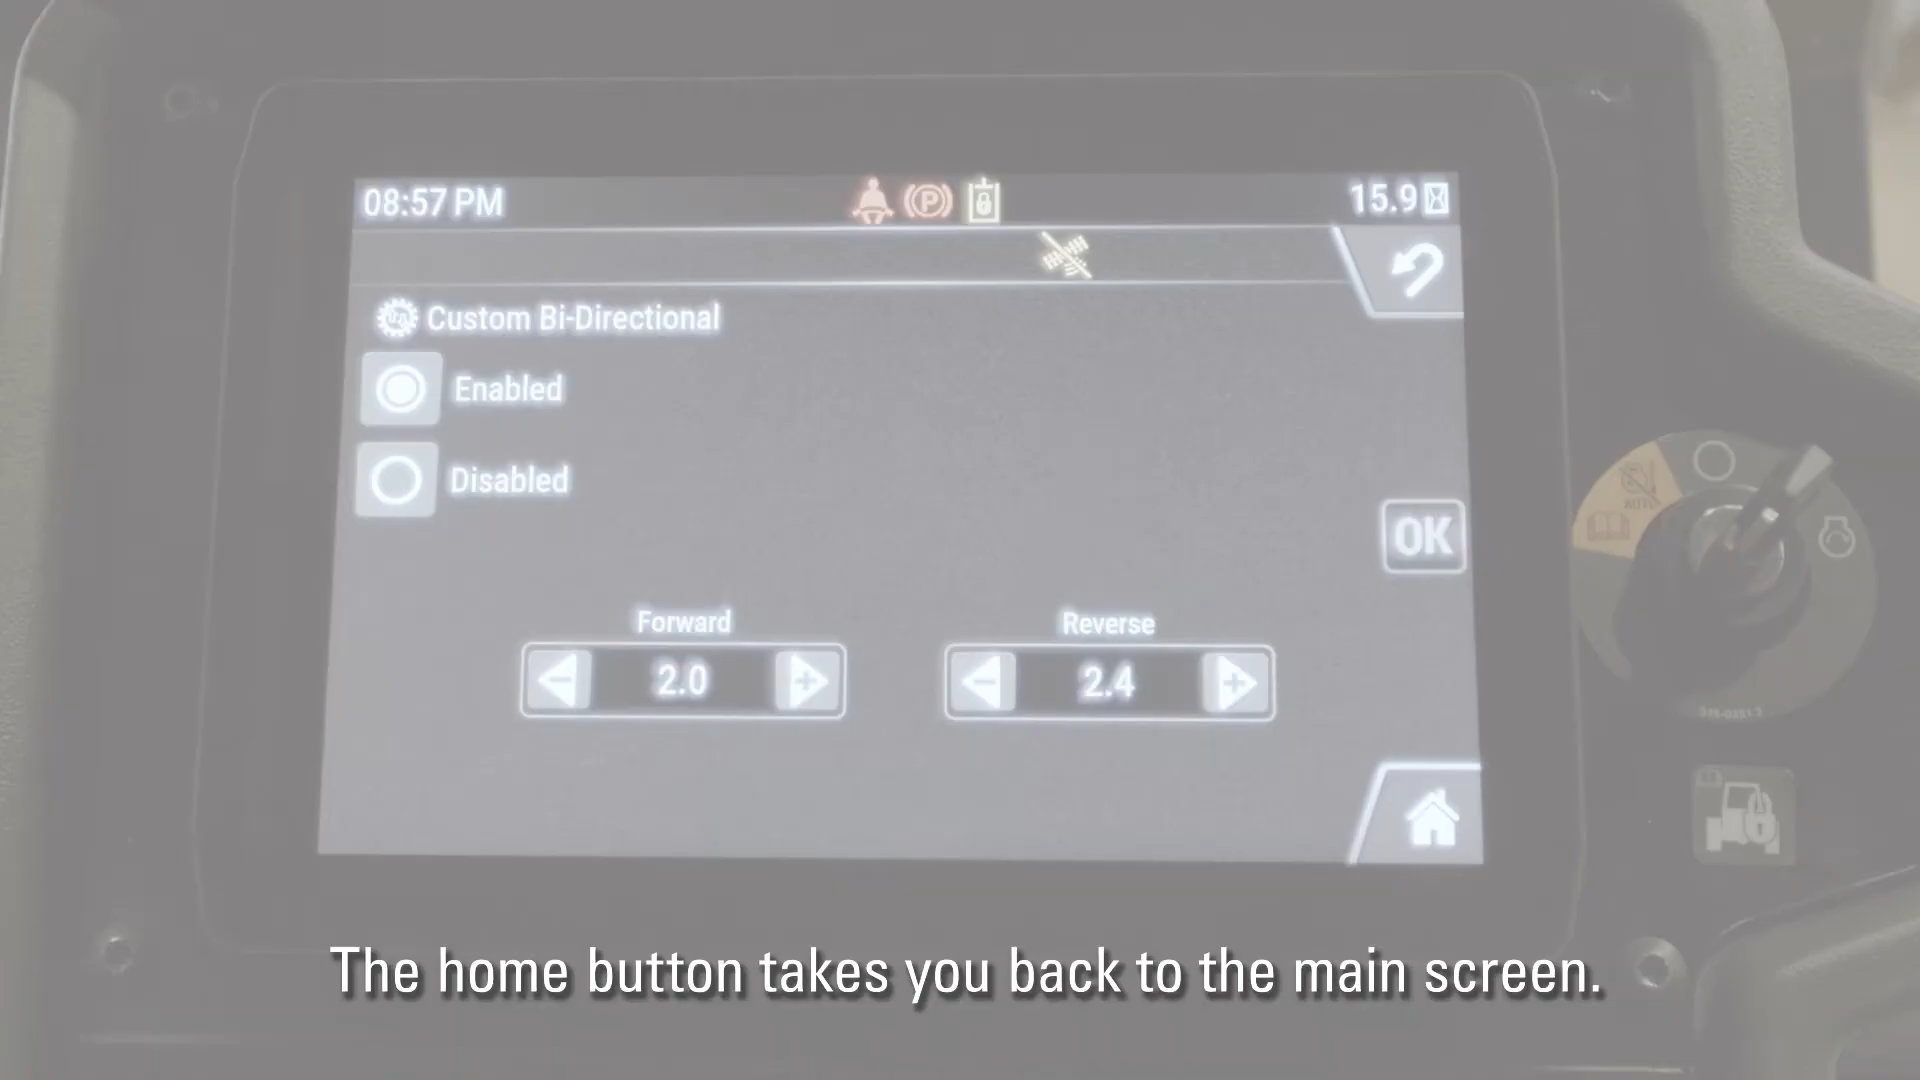 08:57 PM
15.9
Custom Bi-Directional
Enabled
Disabled
OK
AUTO
Forward
Reverse
2.0
2.4
The home button takes you back to the main screen.